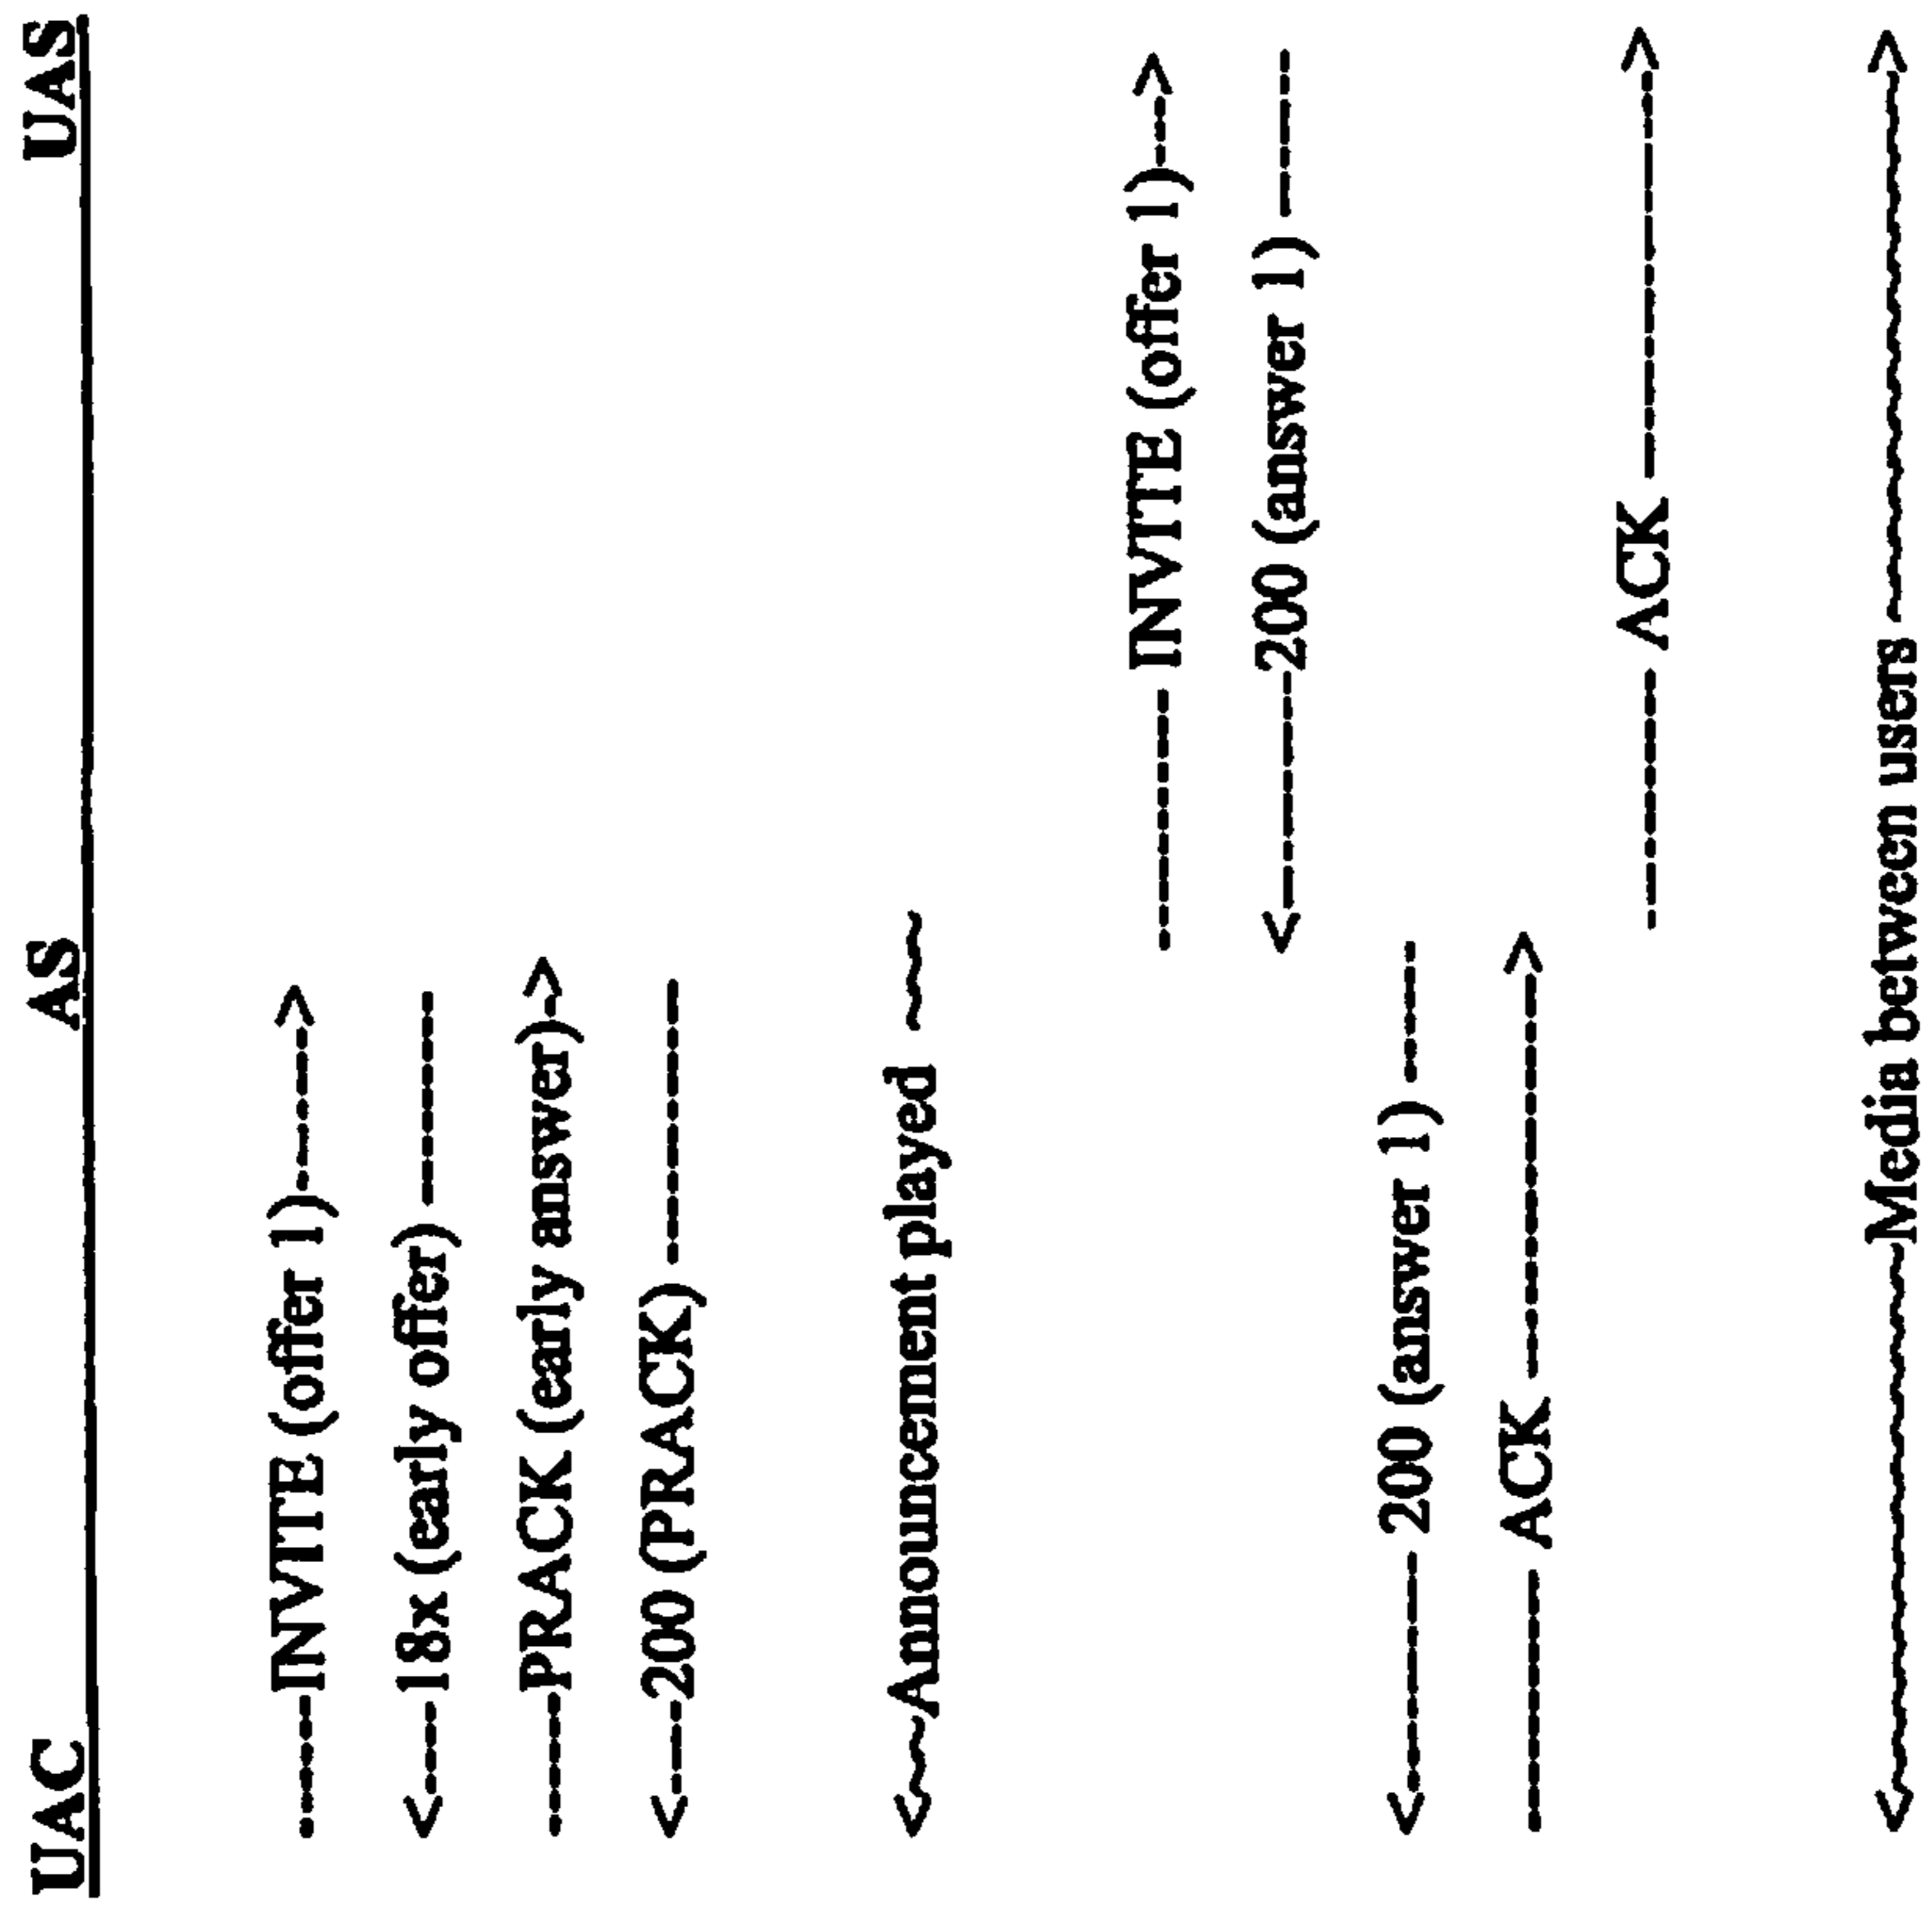 UAC AS UAS
INVITE (offer 1)
18x (early offer)
PRACK (early answer)
200 (PRACK)
Announcement played
INVITE (offer 1)
200 (answer 1)
200 (answer 1)
ACK
ACK
Media between users